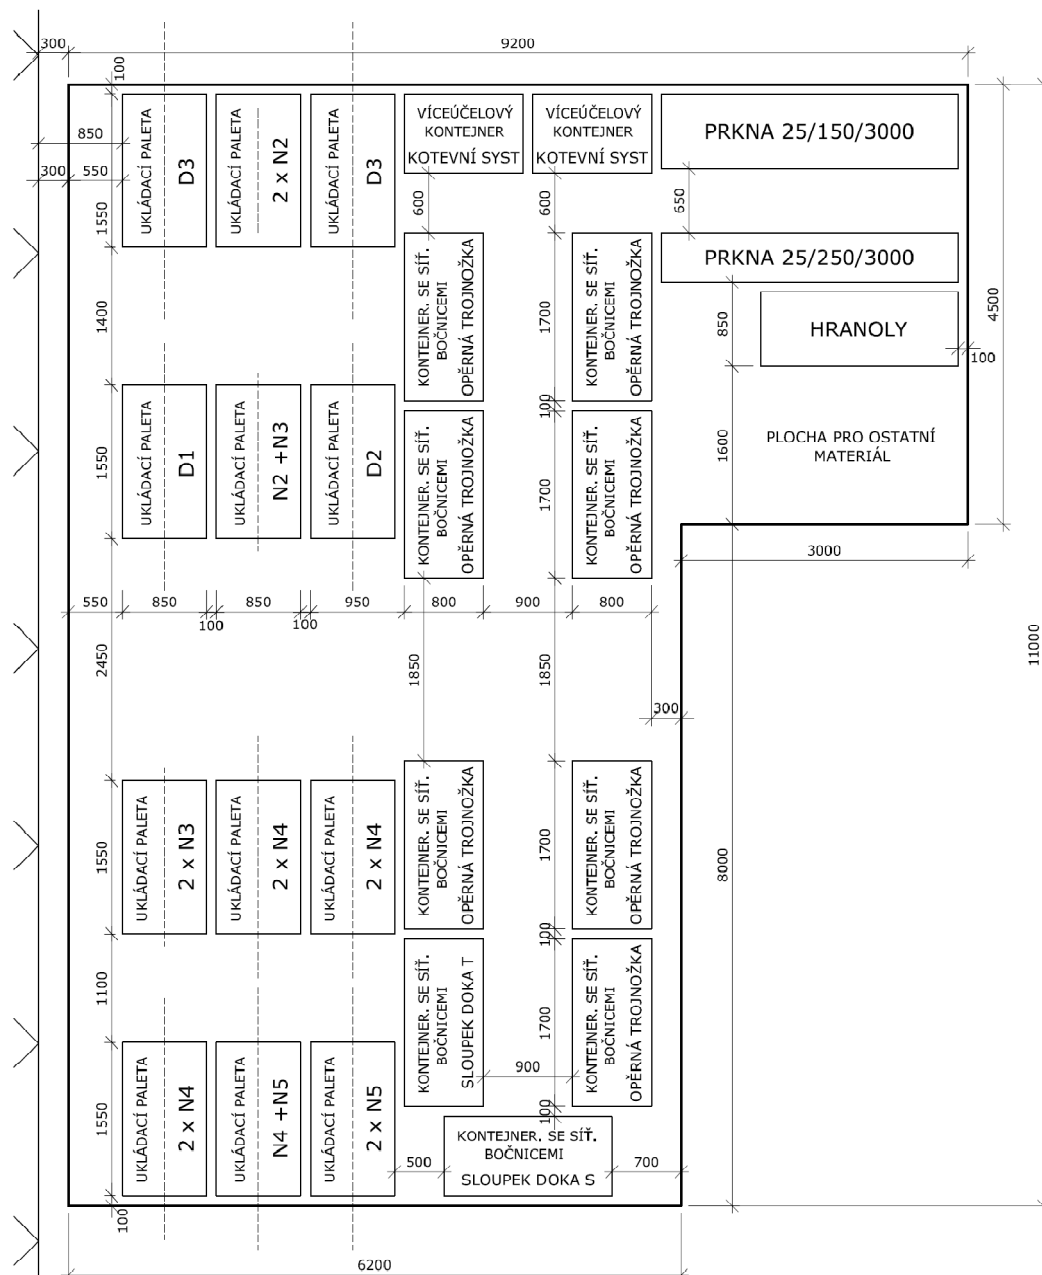 300
9200
100
850
300
550
1550
UKLÁDACÍ PALETA
D3
UKLÁDACÍ PALETA
2 x N2
UKLÁDACÍ PALETA
D3
VÍCEÚČELOVÝ
KONTEJNER
KOTEVNÍ SYST
VÍCEÚČELOVÝ
KONTEJNER
KOTEVNÍ SYST
PRKNA 25/150/3000
600
600
650
PRKNA 25/250/3000
HRANOLY
850
100
4500
1400
KONTEJNER. SE SÍŤ.
BOČNICEMI
OPĚRNÁ TROJNOŽKA
1700
KONTEJNER. SE SÍŤ.
BOČNICEMI
OPĚRNÁ TROJNOŽKA
100
1550
UKLÁDACÍ PALETA
D1
UKLÁDACÍ PALETA
N2 +N3
UKLÁDACÍ PALETA
D2
KONTEJNER. SE SÍŤ.
BOČNICEMI
OPĚRNÁ TROJNOŽKA
1700
KONTEJNER. SE SÍŤ.
BOČNICEMI
OPĚRNÁ TROJNOŽKA
1600
PLOCHA PRO OSTATNÍ
MATERIÁL
3000
550
850
100
850
100
950
800
900
800
2450
1850
1850
300
11000
8000
1550
UKLÁDACÍ PALETA
2 x N3
UKLÁDACÍ PALETA
2 x N4
UKLÁDACÍ PALETA
2 x N4
KONTEJNER. SE SÍŤ.
BOČNICEMI
OPĚRNÁ TROJNOŽKA
1700
KONTEJNER. SE SÍŤ.
BOČNICEMI
OPĚRNÁ TROJNOŽKA
100
1100
KONTEJNER. SE SÍŤ.
BOČNICEMI
SLOUPEK DOKA T
1700
KONTEJNER. SE SÍŤ.
BOČNICEMI
OPĚRNÁ TROJNOŽKA
900
100
1550
UKLÁDACÍ PALETA
2 x N4
UKLÁDACÍ PALETA
N4 +N5
UKLÁDACÍ PALETA
2 x N5
500
KONTEJNER. SE SÍŤ.
BOČNICEMI
SLOUPEK DOKA S
700
100
6200